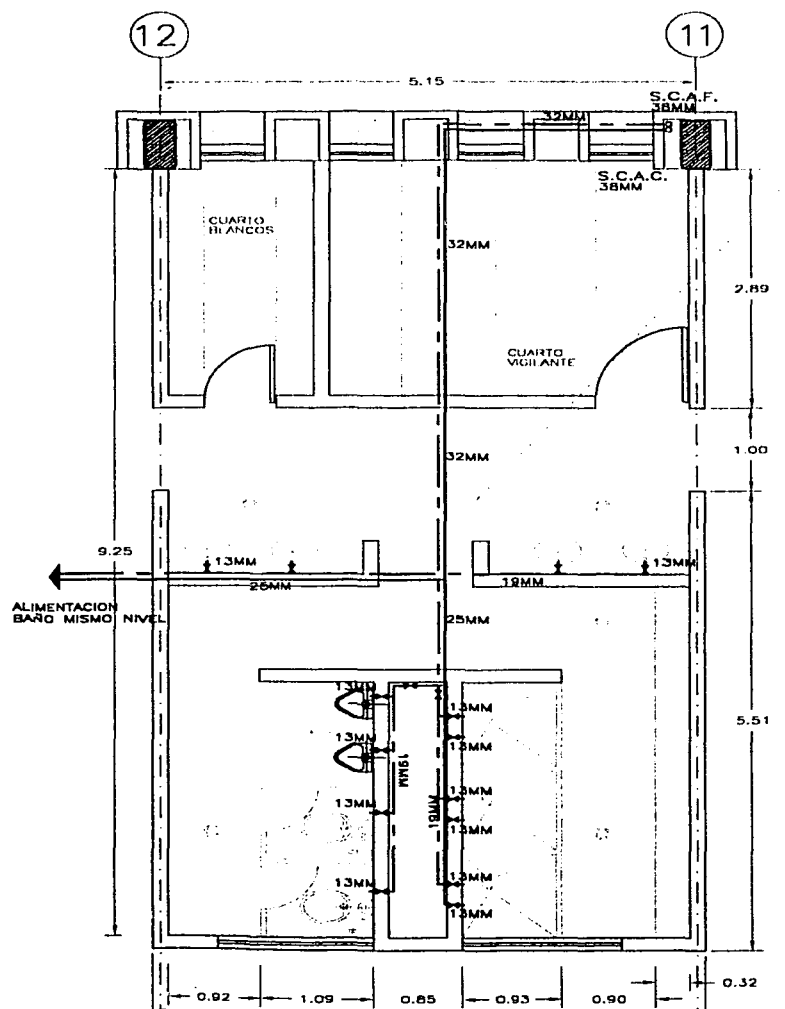 12
11
5.15
S.C.A.F.
38MM
32MM
S.C.A.C.
38MM
CUARTO
BLANCOS
32MM
2.89
CUARTO
VIGILANTE
32MM
1.00
9.25
13MM
13MM
25MM
19MM
ALIMENTACION
BAÑO MISMO NIVEL
25MM
13MM
13MM
13MM
13MM
19MM
19MM
13MM
13MM
13MM
13MM
13MM
13MM
5.51
0.32
0.92
1.09
0.85
0.93
0.90